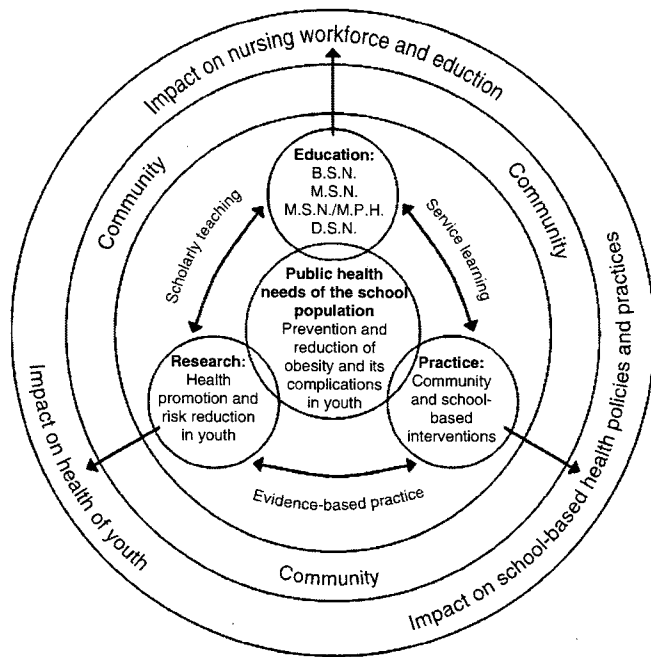 Impact on nursing workforce and eduction
Community
Community
Education:
B.S.N.
M.S.N.
M.S.N./M.P.H.
D.S.N.
Scholarly teaching
Service learning
Public health
needs of the school
population
Prevention and
reduction of
obesity and its
complications
in youth
Research:
Health
promotion and
risk reduction
in youth
Practice:
Community
and school-
based
interventions
Evidence-based practice
Community
Impact on health of youth
Impact on school-based health policies and practices